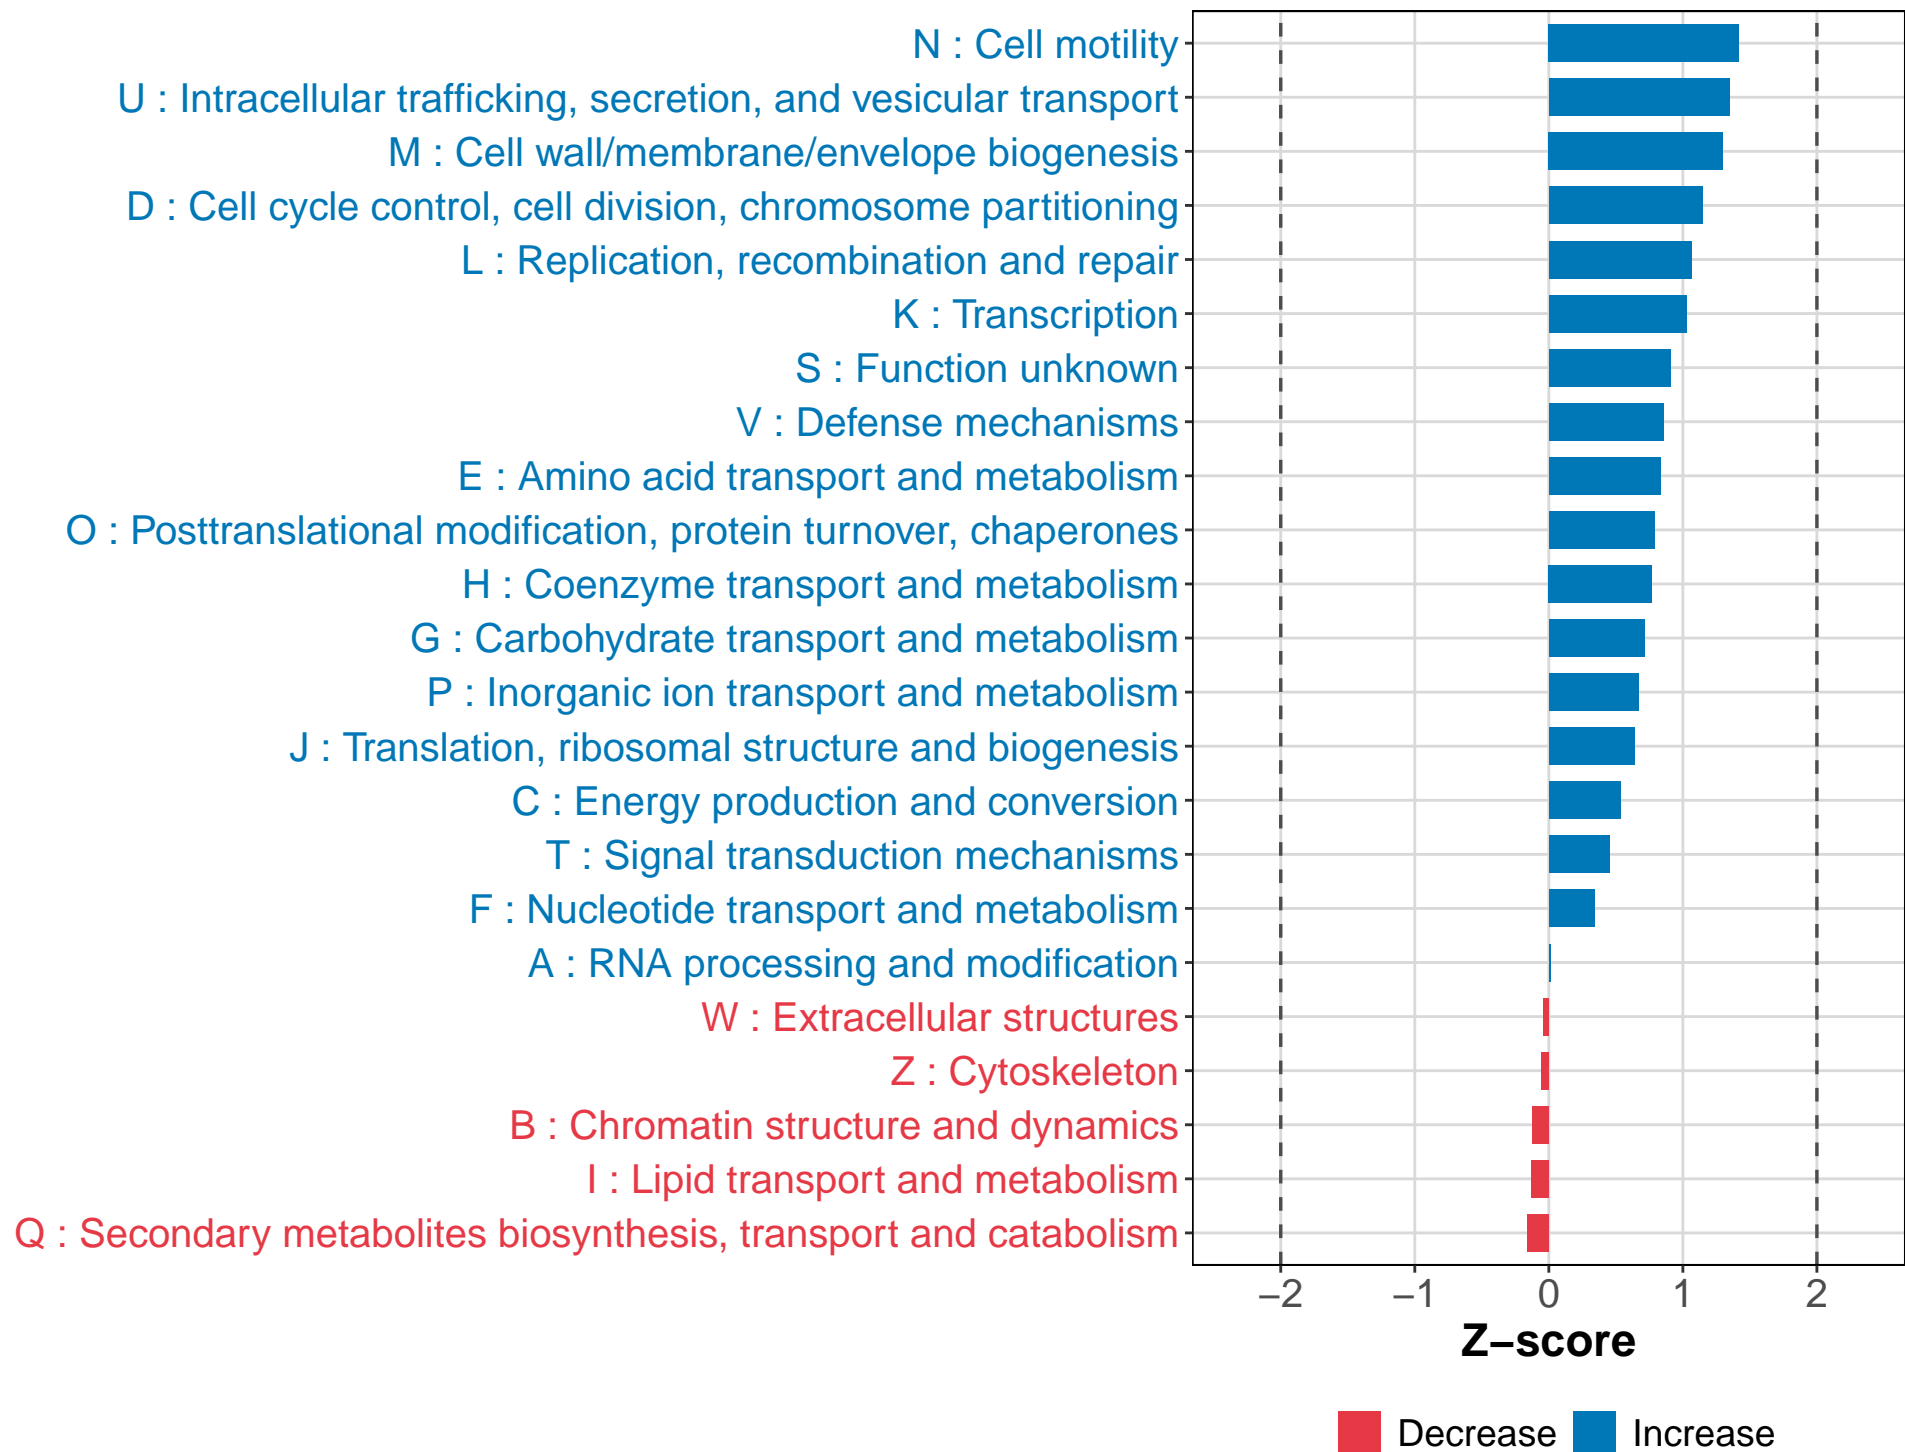 N : Cell motility
U : Intracellular trafficking, secretion, and vesicular transport
M : Cell wall/membrane/envelope biogenesis
D : Cell cycle control, cell division, chromosome partitioning
L : Replication, recombination and repair
K : Transcription
S : Function unknown
V : Defense mechanisms
E : Amino acid transport and metabolism
O : Posttranslational modification, protein turnover, chaperones
H : Coenzyme transport and metabolism
G : Carbohydrate transport and metabolism
P : Inorganic ion transport and metabolism
J : Translation, ribosomal structure and biogenesis
C : Energy production and conversion
T : Signal transduction mechanisms
F : Nucleotide transport and metabolism
A : RNA processing and modification
W : Extracellular structures
Z : Cytoskeleton
B : Chromatin structure and dynamics
I : Lipid transport and metabolism
Q : Secondary metabolites biosynthesis, transport and catabolism
−2 −1 0 1 2
Z−score
Decrease Increase